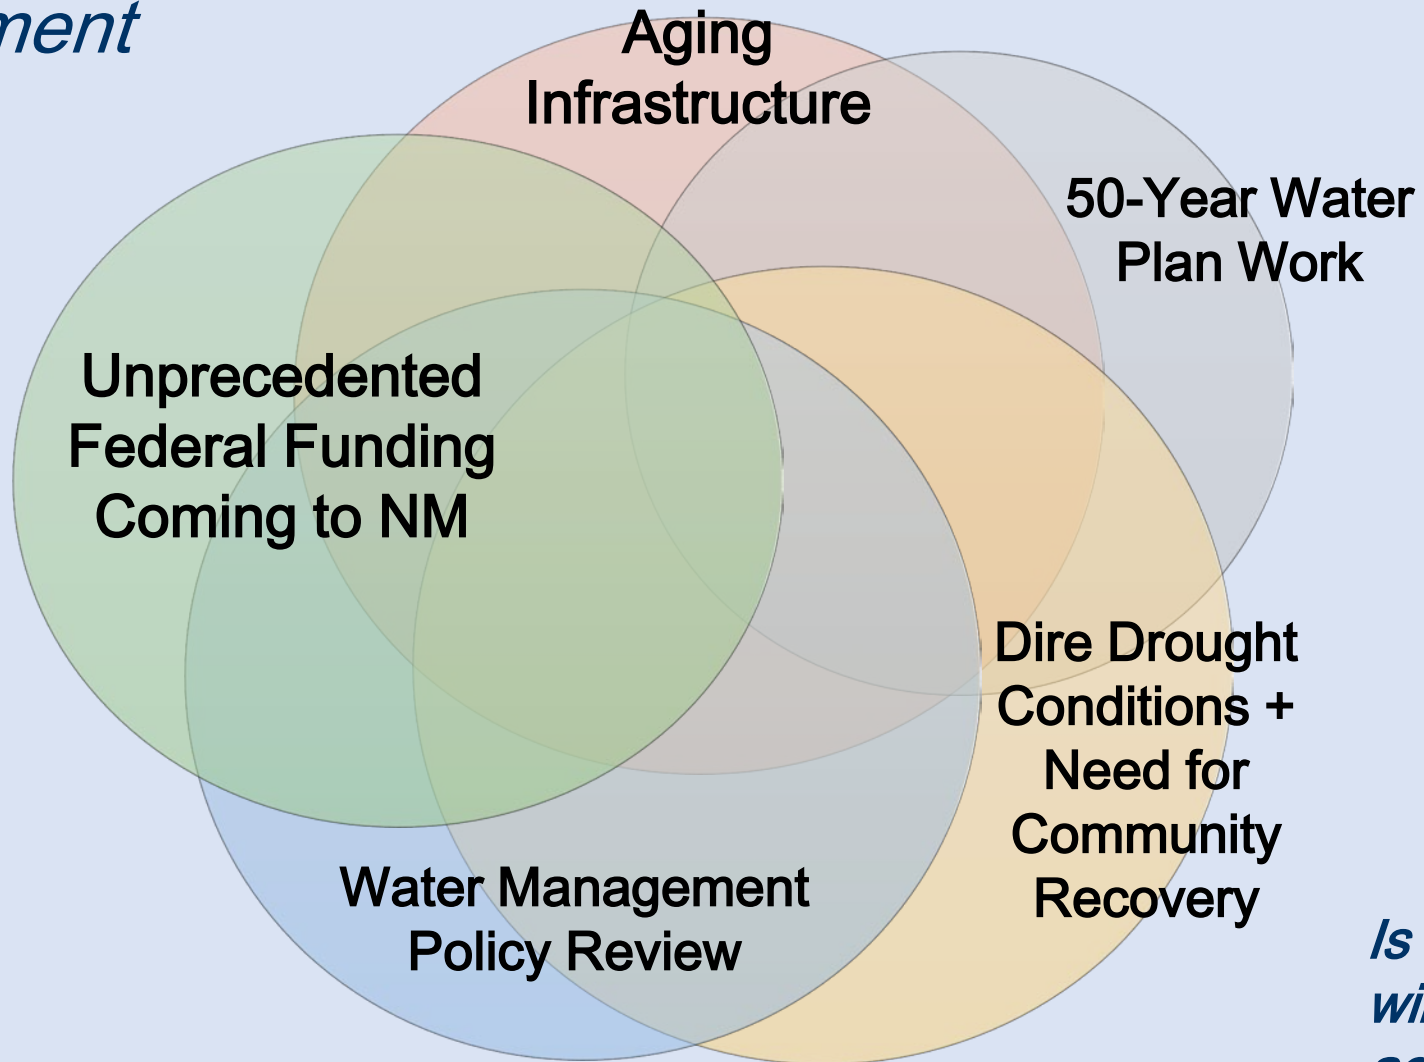 Aging
Infrastructure
50-Year Water
Plan Work
Unprecedented
Federal Funding
Coming to NM
Dire Drought
Conditions +
Need for
Community
Recovery
Water Management
Policy Review
Is